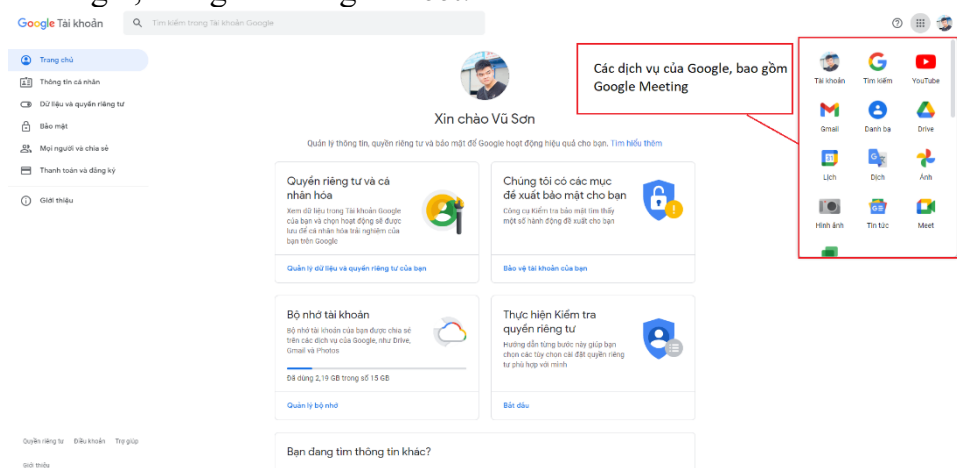 Google Tài khoản
Tìm kiếm trong Tài khoản Google
Trang chủ
Thông tin cá nhân
Dữ liệu và quyền riêng tư
Bảo mật
Mọi người và chia sẻ
Thanh toán và đăng ký
Giới thiệu
Xin chào Vũ Sơn
Quản lý thông tin, quyền riêng tư và bảo mật để Google hoạt động hiệu quả cho bạn. Tìm hiểu thêm
Quyền riêng tư và cá
nhân hóa
Xem dữ liệu trong Tài khoản Google
của bạn và chọn hoạt động sẽ được
lưu để cá nhân hóa trải nghiệm của
bạn trên Google
Quản lý dữ liệu và quyền riêng tư của bạn
Chúng tôi có các mục
đề xuất bảo mật cho bạn
Công cụ Kiểm tra bảo mật tìm thấy
một số hành động đề xuất cho bạn
Bảo vệ tài khoản của bạn
Bộ nhớ tài khoản
Bộ nhớ tài khoản của bạn được chia sẻ
trên các dịch vụ của Google, như Drive,
Gmail và Photos
Đã dùng 2,19 GB trong số 15 GB
Quản lý bộ nhớ
Thực hiện Kiểm tra
quyền riêng tư
Hướng dẫn từng bước này giúp bạn
chọn các tùy chọn cài đặt quyền riêng
tư phù hợp với mình
Bắt đầu
Bạn đang tìm thông tin khác?
Các dịch vụ của Google, bao gồm
Google Meeting
Tài khoản Tìm kiếm YouTube
Gmail Danh bạ Drive
Lịch Dịch Ảnh
Hình ảnh Tin tức Meet
Quyền riêng tư Điều khoản Trợ giúp
Giới thiệu